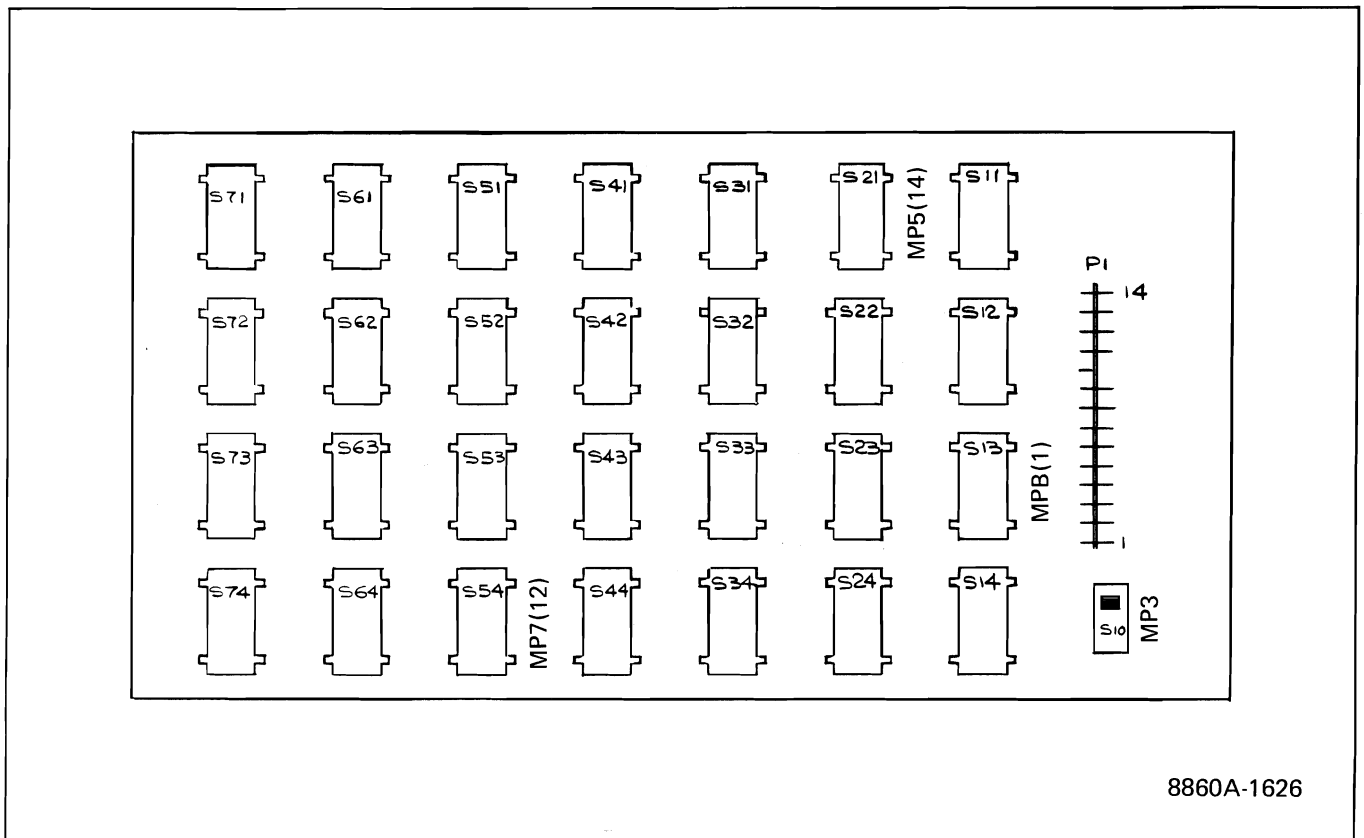 S71 S61 S51 S41 S31 S21 MP5(14) S11
P1
14
S72 S62 S52 S42 S32 S22 S12
S73 S63 S53 S43 S33 S23 S13 MPB(1)
1
S74 S64 S54 MP7(12) S44 S34 S24 S14 S10 MP3
8860A-1626